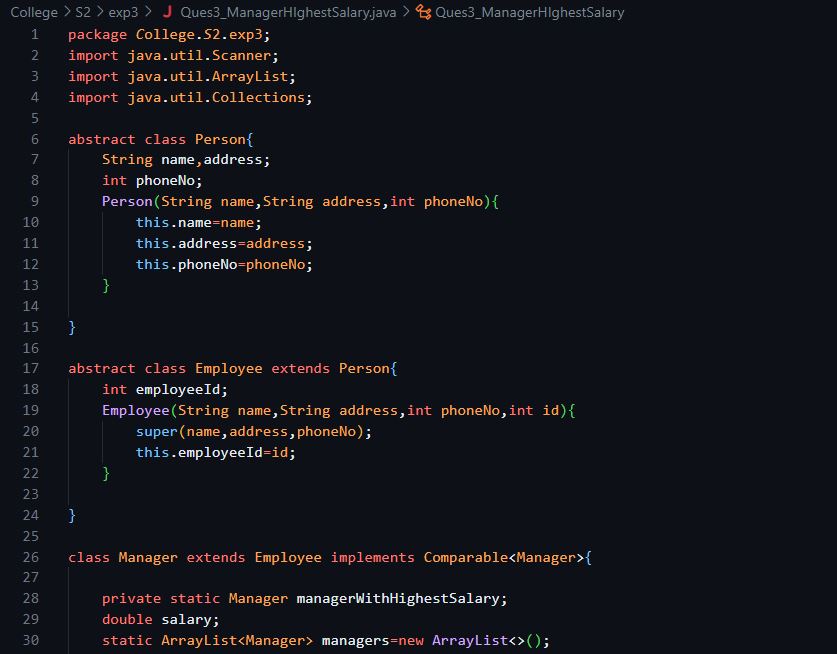 College > S2 > exp3 > J Ques3_ManagerHIghestSalary.java > Ques3_ManagerHIghestSalary
1 package College.S2.exp3;
2 import java.util.Scanner;
3 import java.util.ArrayList;
4 import java.util.Collections;
5
6 abstract class Person{
7 String name,address;
8 int phoneNo;
9 Person(String name,String address,int phoneNo){
10 this.name=name;
11 this.address=address;
12 this.phoneNo=phoneNo;
13 }
14
15 }
16
17 abstract class Employee extends Person{
18 int employeeId;
19 Employee(String name,String address,int phoneNo,int id){
20 super(name,address,phoneNo);
21 this.employeeId=id;
22 }
23
24 }
25
26 class Manager extends Employee implements Comparable<Manager>{
27
28 private static Manager managerWithHighestSalary;
29 double salary;
30 static ArrayList<Manager> managers=new ArrayList<>();